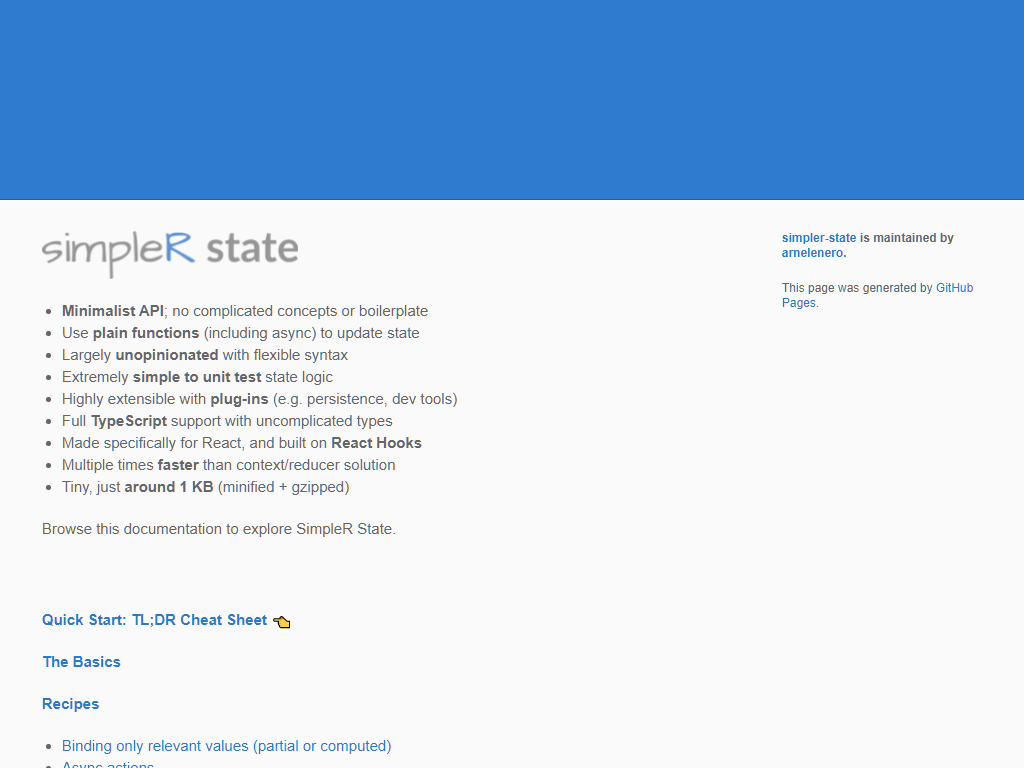 simpleR state
Minimalist API; no complicated concepts or boilerplate
Use plain functions (including async) to update state
Largely unopinionated with flexible syntax
Extremely simple to unit test state logic
Highly extensible with plug-ins (e.g. persistence, dev tools)
Full TypeScript support with uncomplicated types
Made specifically for React, and built on React Hooks
Multiple times faster than context/reducer solution
Tiny, just around 1 KB (minified + gzipped)
Browse this documentation to explore SimpleR State.
Quick Start: TL;DR Cheat Sheet
The Basics
Recipes
Binding only relevant values (partial or computed)
Async actions
simpler-state is maintained by
arnelenero.
This page was generated by GitHub
Pages.